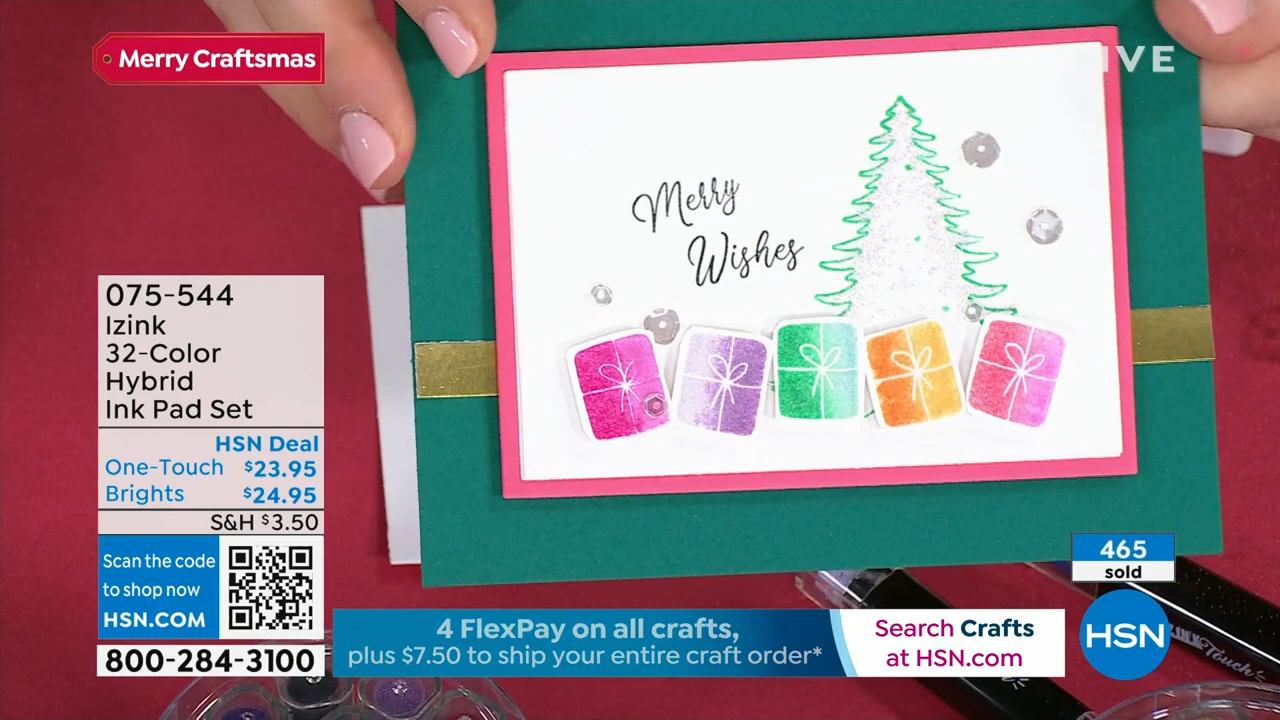 Merry Craftsmas
Merry
Wishes
075-544
Izink
32-Color
Hybrid
Ink Pad Set
HSN Deal
One-Touch $23.95
Brights $24.95
S&H $3.50
Scan the code
to shop now
HSN.COM
800-284-3100
465
sold
4 FlexPay on all crafts,
plus $7.50 to ship your entire craft order*
Search Crafts
at HSN.com
HSN
Touch